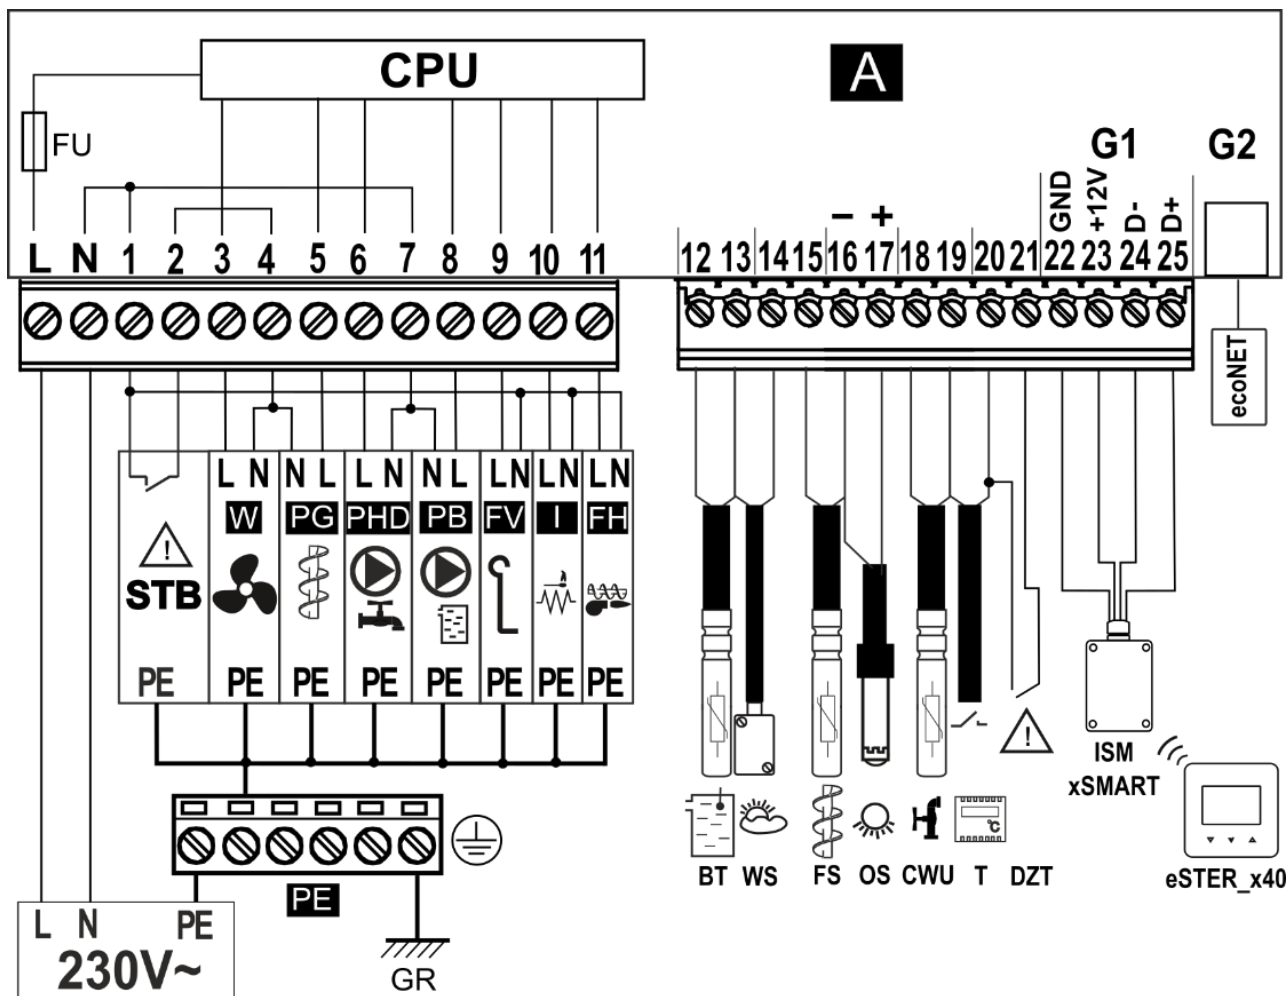 CPU
A
FU
G1 G2
GND +12V D- D+
– +
L N 1 2 3 4 5 6 7 8 9 10 11
12 13 14 15 16 17 18 19 20 21 22 23 24 25
ecoNET
L N N L L N N L L N L N L N
W PG PHD PB FV I FH
!
STB
PE PE PE PE PE PE PE PE
!
ISM
xSMART
°C
BT WS FS OS CWU T DZT
eSTER_x40
PE
L N PE
230V~
GR